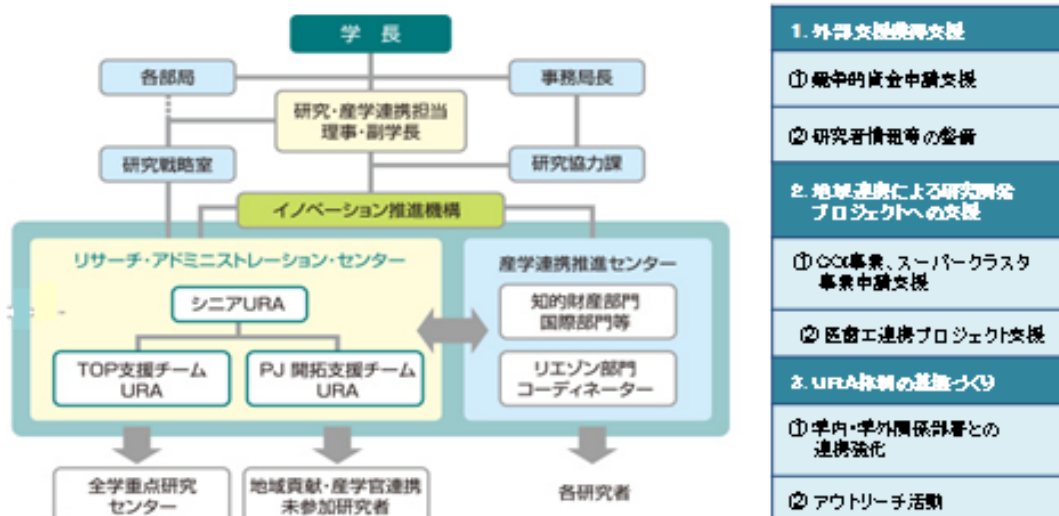 学 長
各部局
事務局長
研究・産学連携担当
理事・副学長
研究戦略室
研究協力課
イノベーション推進機構
リサーチ・アドミニストレーション・センター
シニアURA
TOP支援チーム
URA
PJ 開拓支援チーム
URA
産学連携推進センター
知的財産部門
国際部門等
リエゾン部門
コーディネーター
全学重点研究
センター
地域貢献・産学官連携
未参加研究者
各研究者
1. 外部支援獲得支援
① 競争的資金申請支援
② 研究者情報等の整備
2. 地域連携による研究開発
プロジェクトへの支援
① COI事業、スーパークラスタ
事業申請支援
② 医歯工連携プロジェクト支援
3. URA体制の基盤づくり
① 学内・学外関係部署との
連携強化
② アウトリーチ活動